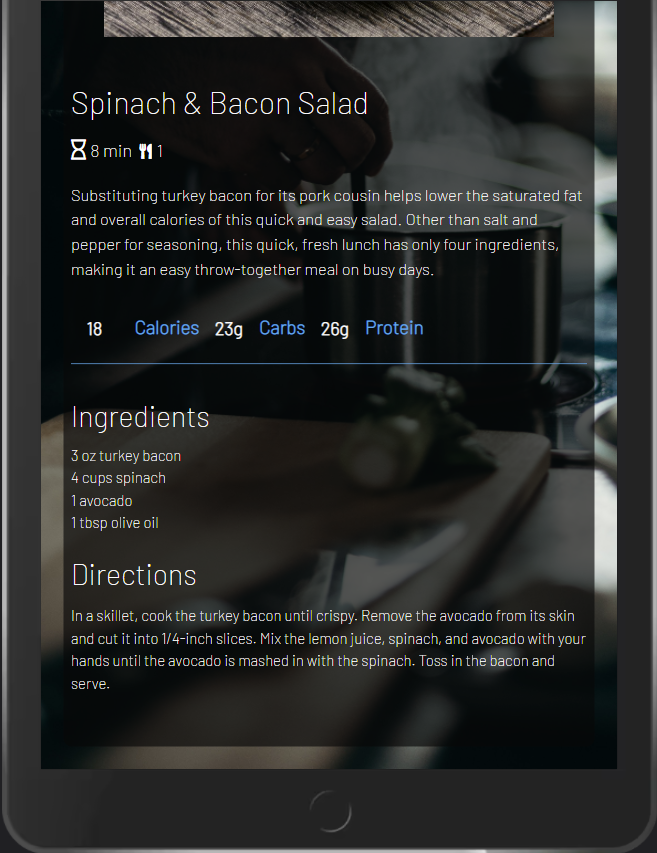 Spinach & Bacon Salad
8 min 1
Substituting turkey bacon for its pork cousin helps lower the saturated fat
and overall calories of this quick and easy salad. Other than salt and
pepper for seasoning, this quick, fresh lunch has only four ingredients,
making it an easy throw-together meal on busy days.
18 Calories 23g Carbs 26g Protein
Ingredients
3 oz turkey bacon
4 cups spinach
1 avocado
1 tbsp olive oil
Directions
In a skillet, cook the turkey bacon until crispy. Remove the avocado from its skin
and cut it into 1/4-inch slices. Mix the lemon juice, spinach, and avocado with your
hands until the avocado is mashed in with the spinach. Toss in the bacon and
serve.